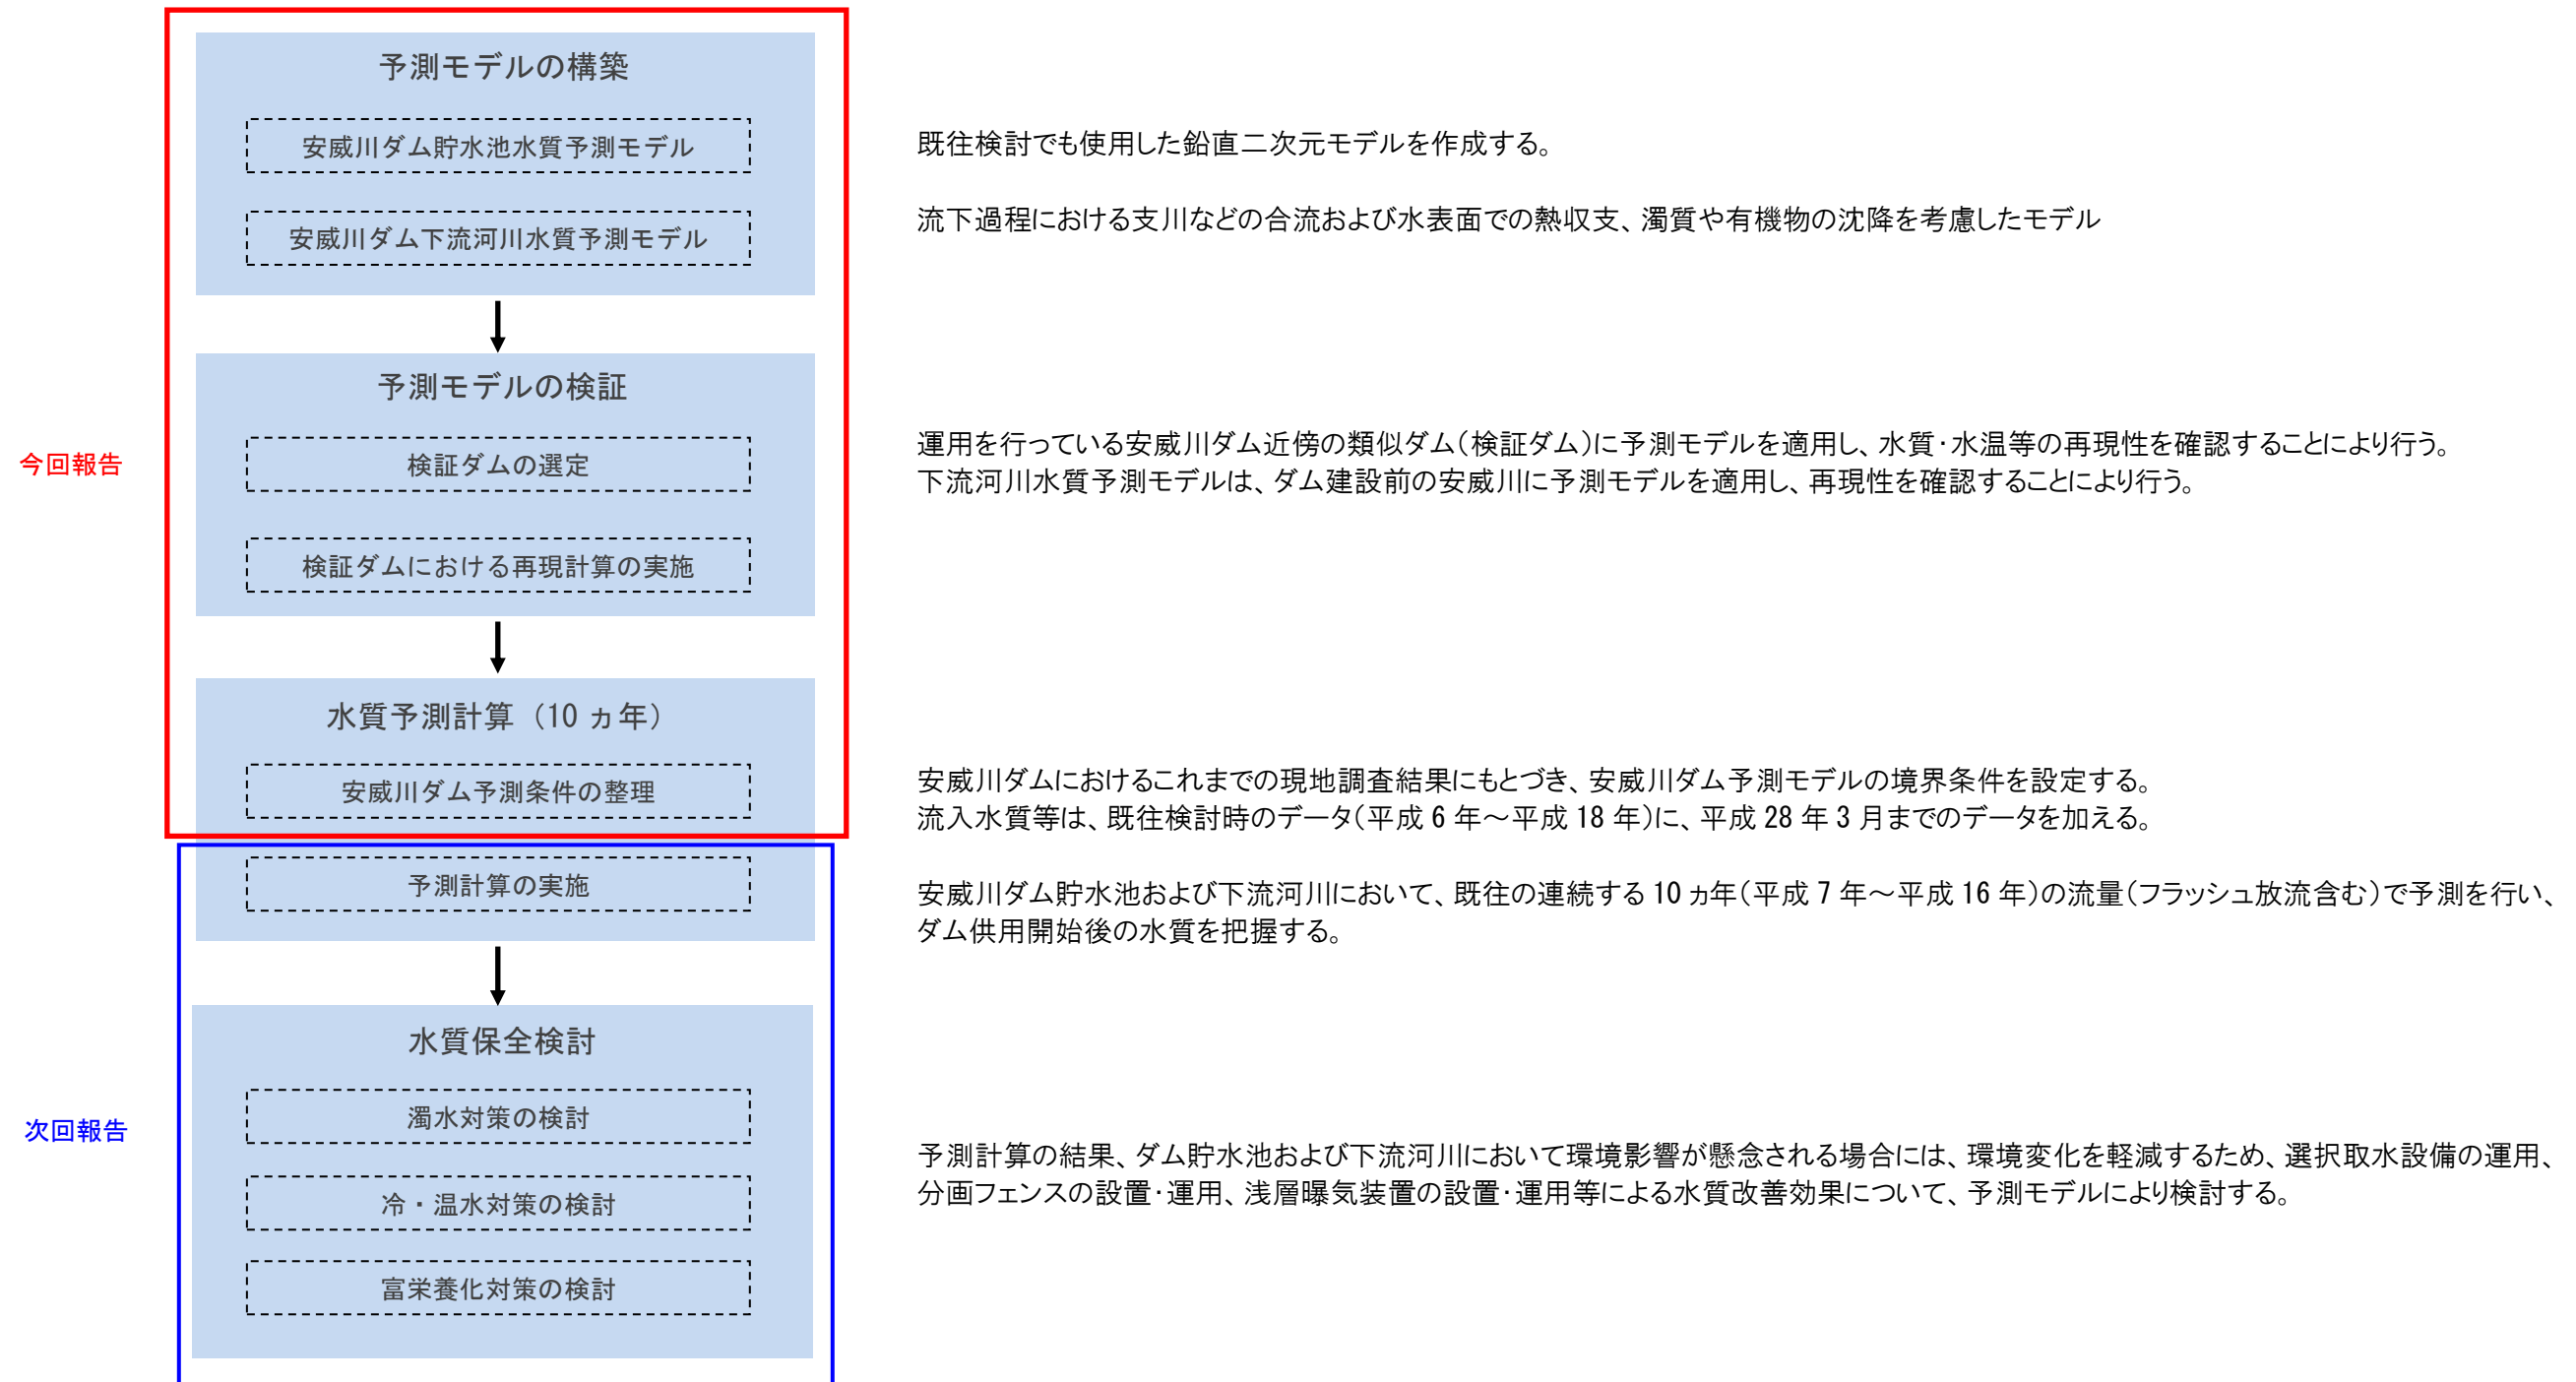 予測モデルの構築
安威川ダム貯水池水質予測モデル
既往検討でも使用した鉛直二次元モデルを作成する。
安威川ダム下流河川水質予測モデル
流下過程における支川などの合流および水表面での熱収支、濁質や有機物の沈降を考慮したモデル
今回報告
予測モデルの検証
検証ダムの選定
検証ダムにおける再現計算の実施
運用を行っている安威川ダム近傍の類似ダム（検証ダム）に予測モデルを適用し、水質・水温等の再現性を確認することにより行う。
下流河川水質予測モデルは、ダム建設前の安威川に予測モデルを適用し、再現性を確認することにより行う。
水質予測計算（10 ヵ年）
安威川ダム予測条件の整理
安威川ダムにおけるこれまでの現地調査結果にもとづき、安威川ダム予測モデルの境界条件を設定する。
流入水質等は、既往検討時のデータ（平成 6 年～平成 18 年）に、平成 28 年 3 月までのデータを加える。
予測計算の実施
安威川ダム貯水池および下流河川において、既往の連続する 10 ヵ年（平成 7 年～平成 16 年）の流量（フラッシュ放流含む）で予測を行い、
ダム供用開始後の水質を把握する。
次回報告
水質保全検討
濁水対策の検討
冷・温水対策の検討
富栄養化対策の検討
予測計算の結果、ダム貯水池および下流河川において環境影響が懸念される場合には、環境変化を軽減するため、選択取水設備の運用、
分画フェンスの設置・運用、浅層曝気装置の設置・運用等による水質改善効果について、予測モデルにより検討する。